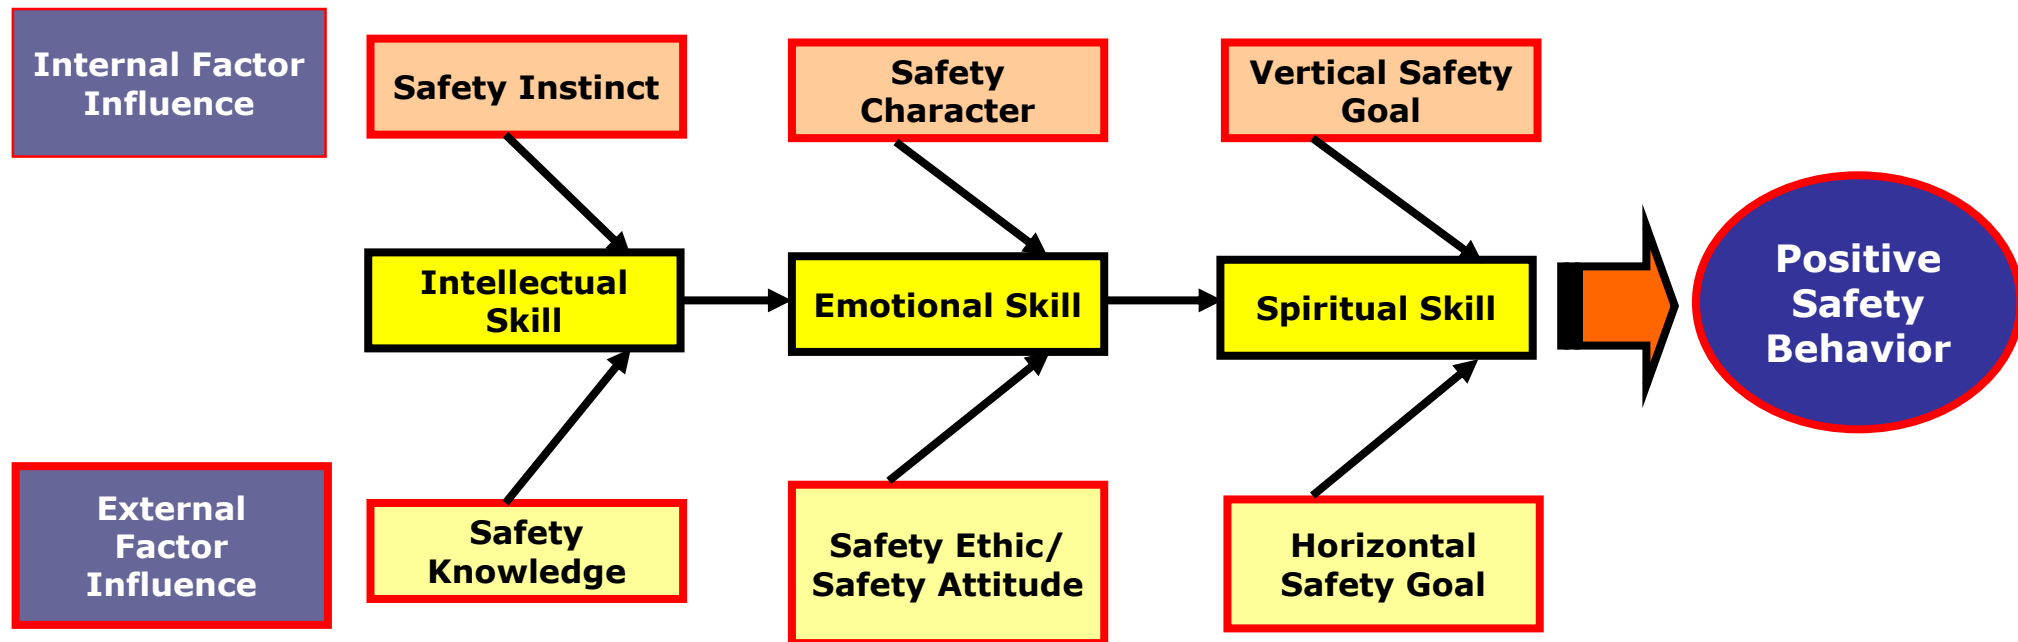 Internal Factor
Influence
Safety Instinct
Safety
Character
Vertical Safety
Goal
Intellectual
Skill
Emotional Skill
Spiritual Skill
Positive
Safety
Behavior
External
Factor
Influence
Safety
Knowledge
Safety Ethic/
Safety Attitude
Horizontal
Safety Goal